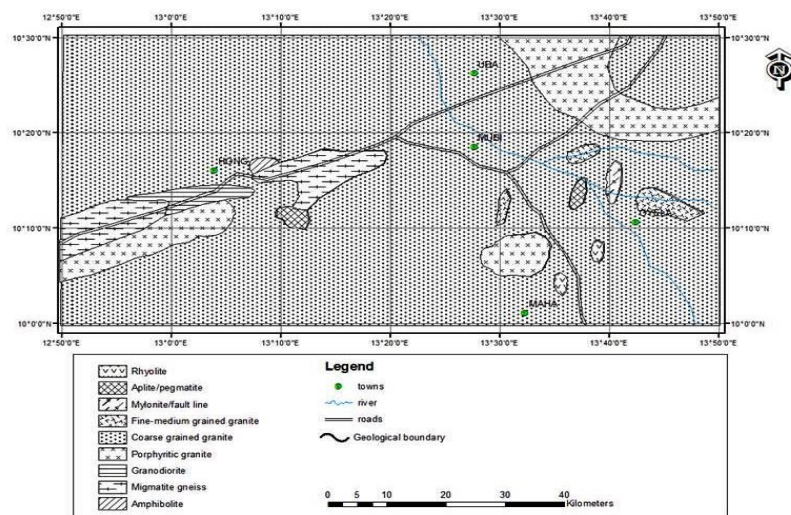 12°50'0"E 13°0'0"E 13°10'0"E 13°20'0"E 13°30'0"E 13°40'0"E 13°50'0"E
10°30'0"N 10°30'0"N
N
UBA
10°20'0"N 10°20'0"N
MUBI
HONG
10°10'0"N 10°10'0"N
MAHA
10°0'0"N 10°0'0"N
12°50'0"E 13°0'0"E 13°10'0"E 13°20'0"E 13°30'0"E 13°40'0"E 13°50'0"E
Rhyolite
Aplite/pegmatite
Mylonite/fault line
Fine-medium grained granite
Coarse grained granite
Porphyritic granite
Granodiorite
Migmatite gneiss
Amphibolite
Legend
towns
river
roads
Geological boundary
0 5 10 20 30 40
Kilometers